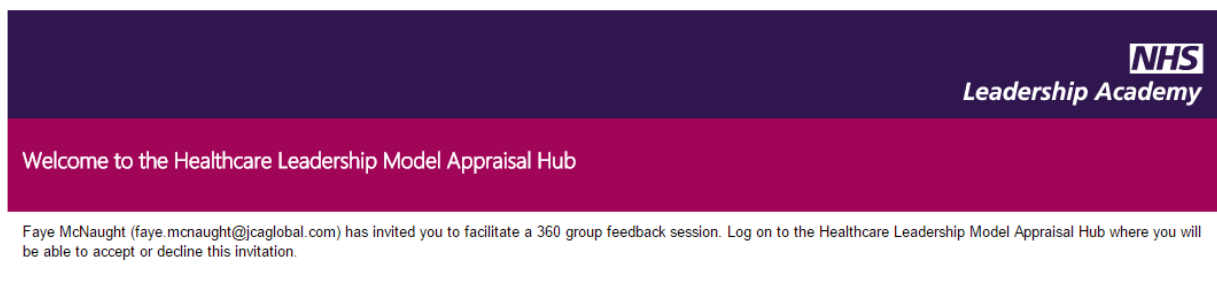 NHS
Leadership Academy
Welcome to the Healthcare Leadership Model Appraisal Hub
Faye McNaught (faye.mcnaught@jcaglobal.com) has invited you to facilitate a 360 group feedback session. Log on to the Healthcare Leadership Model Appraisal Hub where you will
be able to accept or decline this invitation.